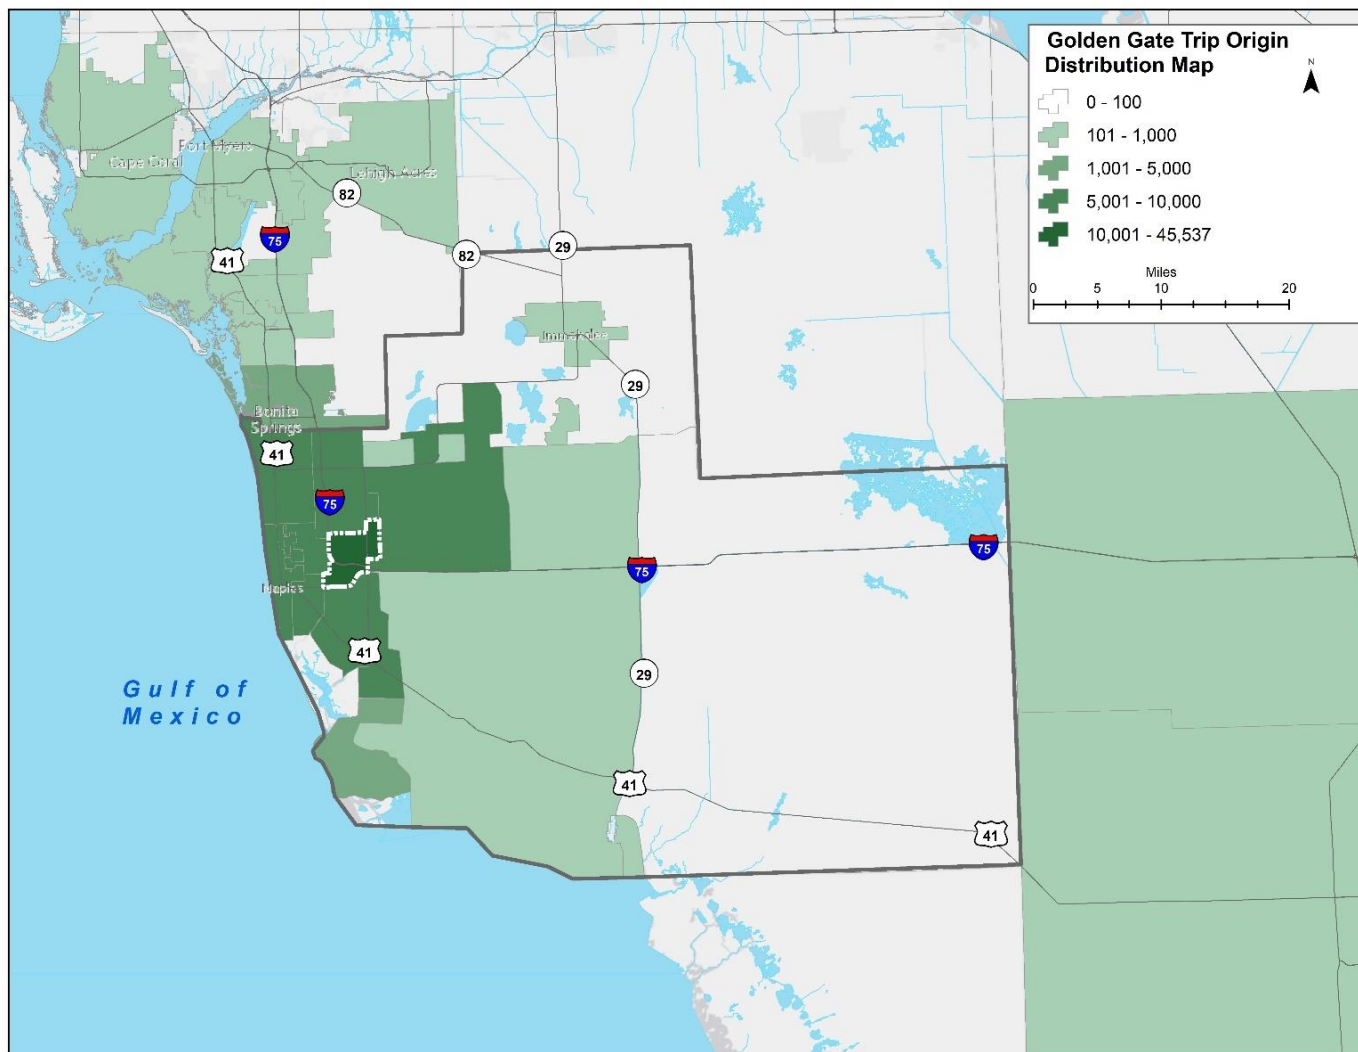 Golden Gate Trip Origin
Distribution Map
N
0 - 100
101 - 1,000
1,001 - 5,000
5,001 - 10,000
10,001 - 45,537
Miles
0 5 10 20
Fort Myers
Cape Coral
Lehigh Acres
82
75
41
82
29
Immokalee
29
Bonita
Springs
41
75
75
75
Naples
41
29
Gulf of
Mexico
41
41